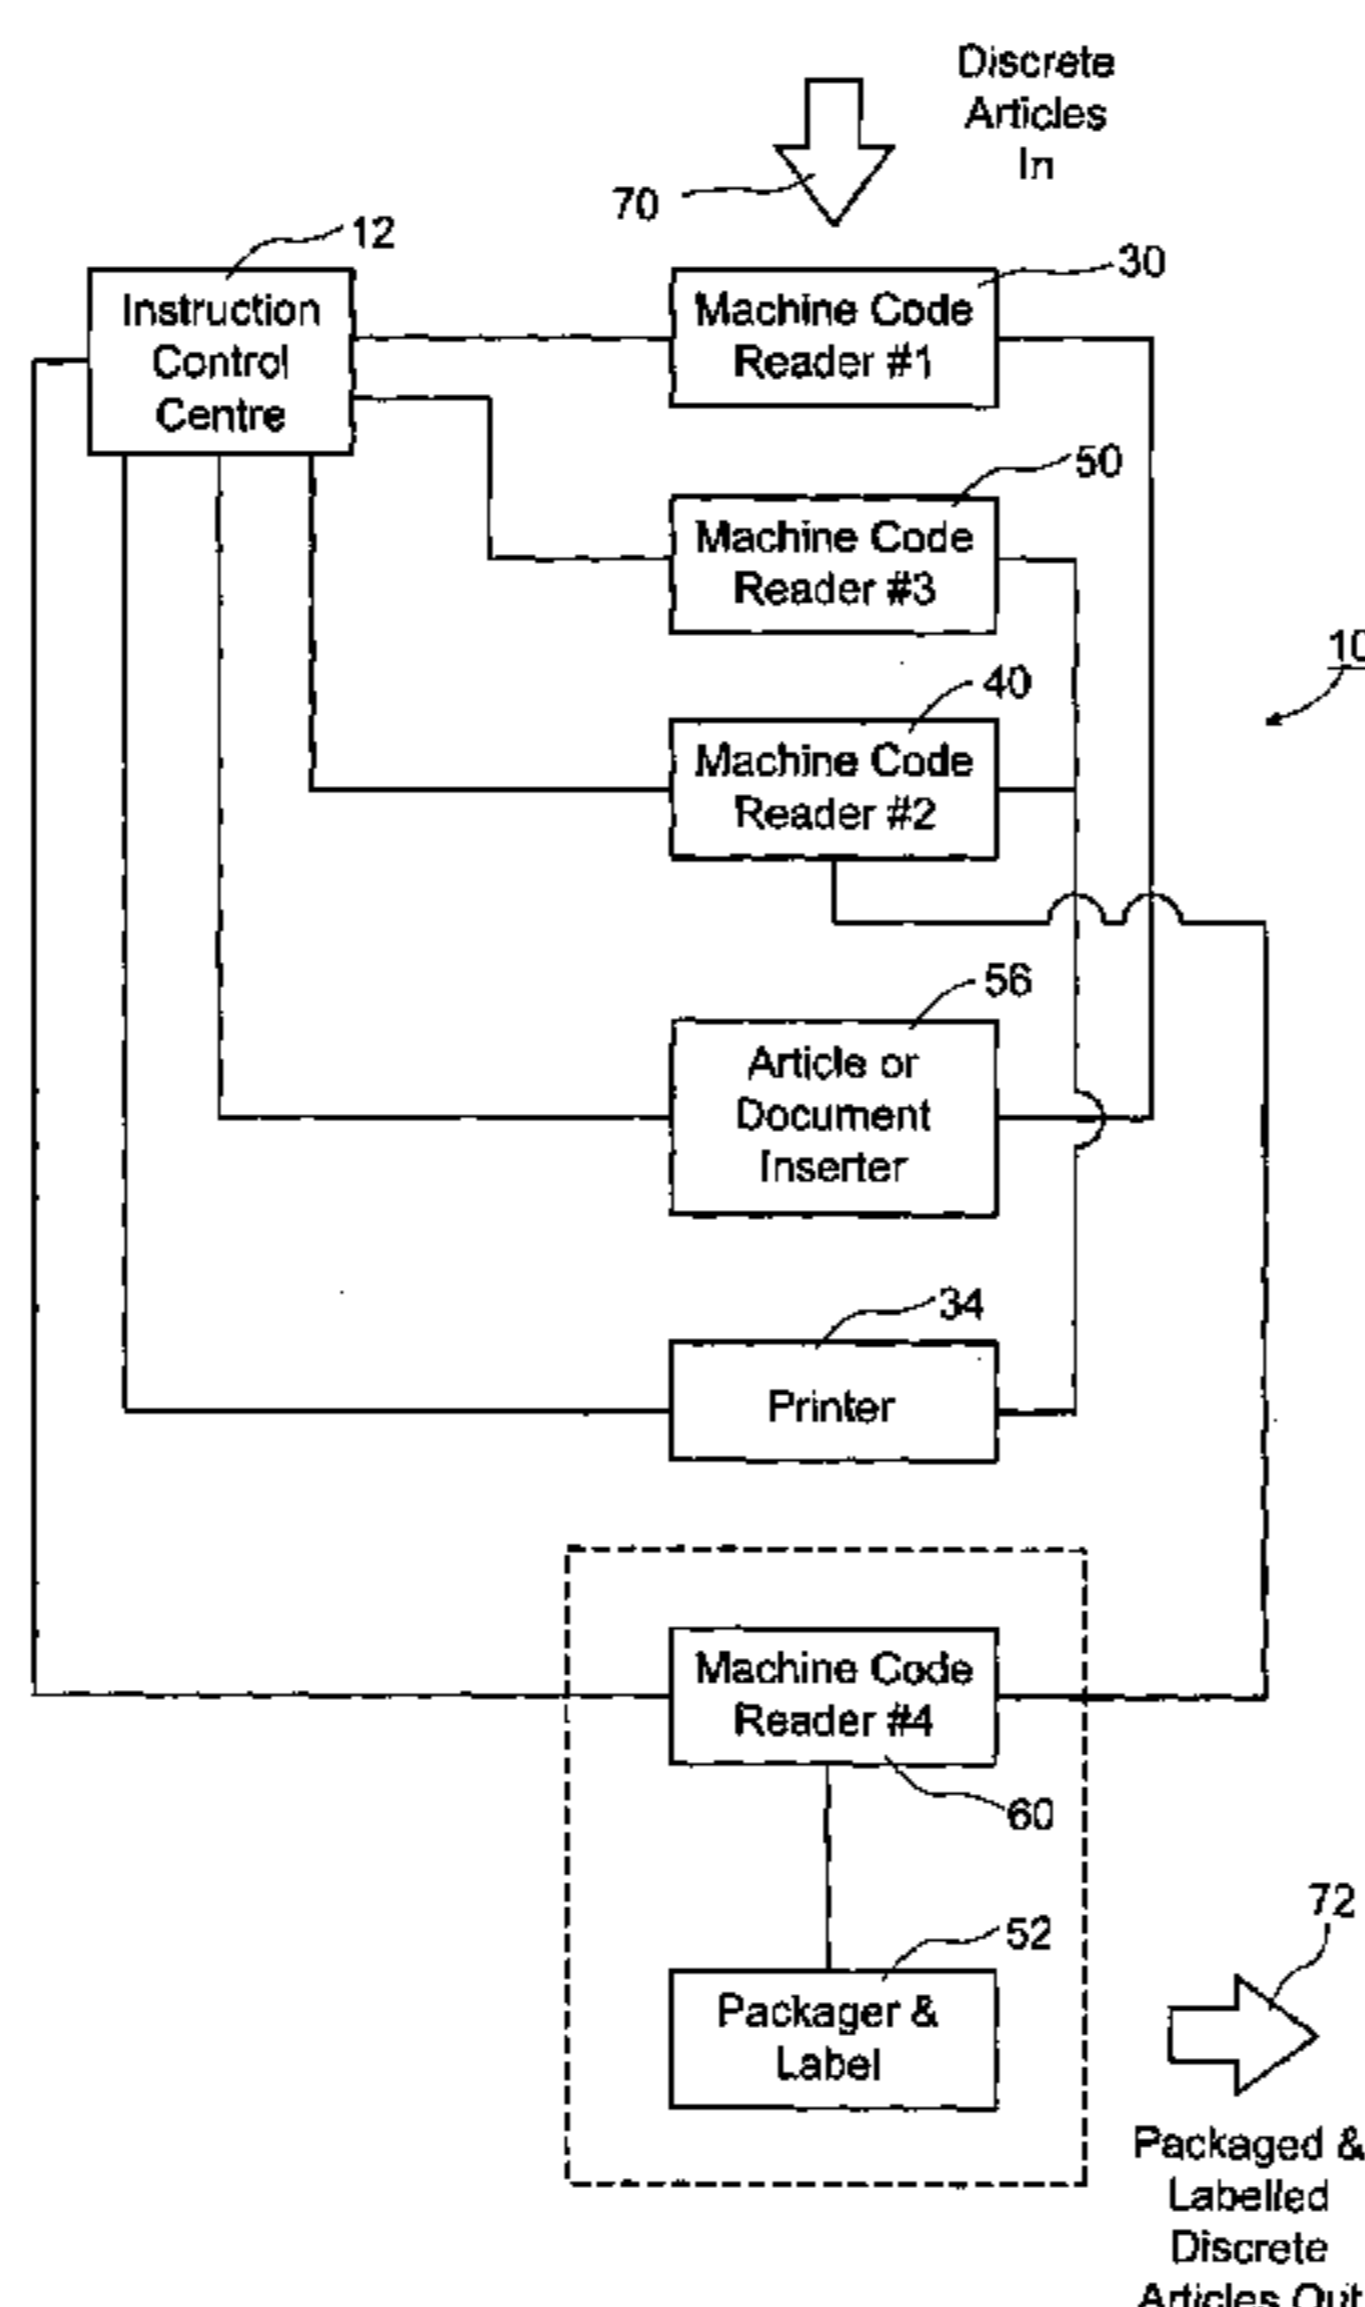 Discrete
Articles
In
70
12
30
Instruction
Control
Centre
Machine Code
Reader #1
50
Machine Code
Reader #3
10
40
Machine Code
Reader #2
56
Article or
Document
Inserter
34
Printer
Machine Code
Reader #4
60
72
52
Packager &
Label
Packaged &
Labelled
Discrete
Articles Out